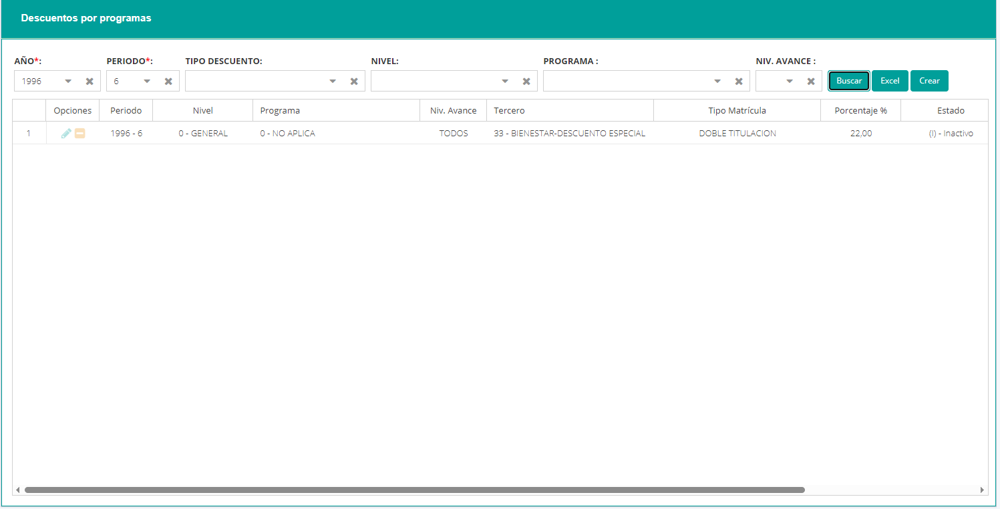 Descuentos por programas
AÑO*: PERIODO*: TIPO DESCUENTO: NIVEL: PROGRAMA : NIV. AVANCE :
1996 6 Buscar Excel Crear
Opciones Periodo Nivel Programa Niv. Avance Tercero Tipo Matrícula Porcentaje % Estado
1 1996 - 6 0 - GENERAL 0 - NO APLICA TODOS 33 - BIENESTAR-DESCUENTO ESPECIAL DOBLE TITULACION 22,00 (I) - Inactivo